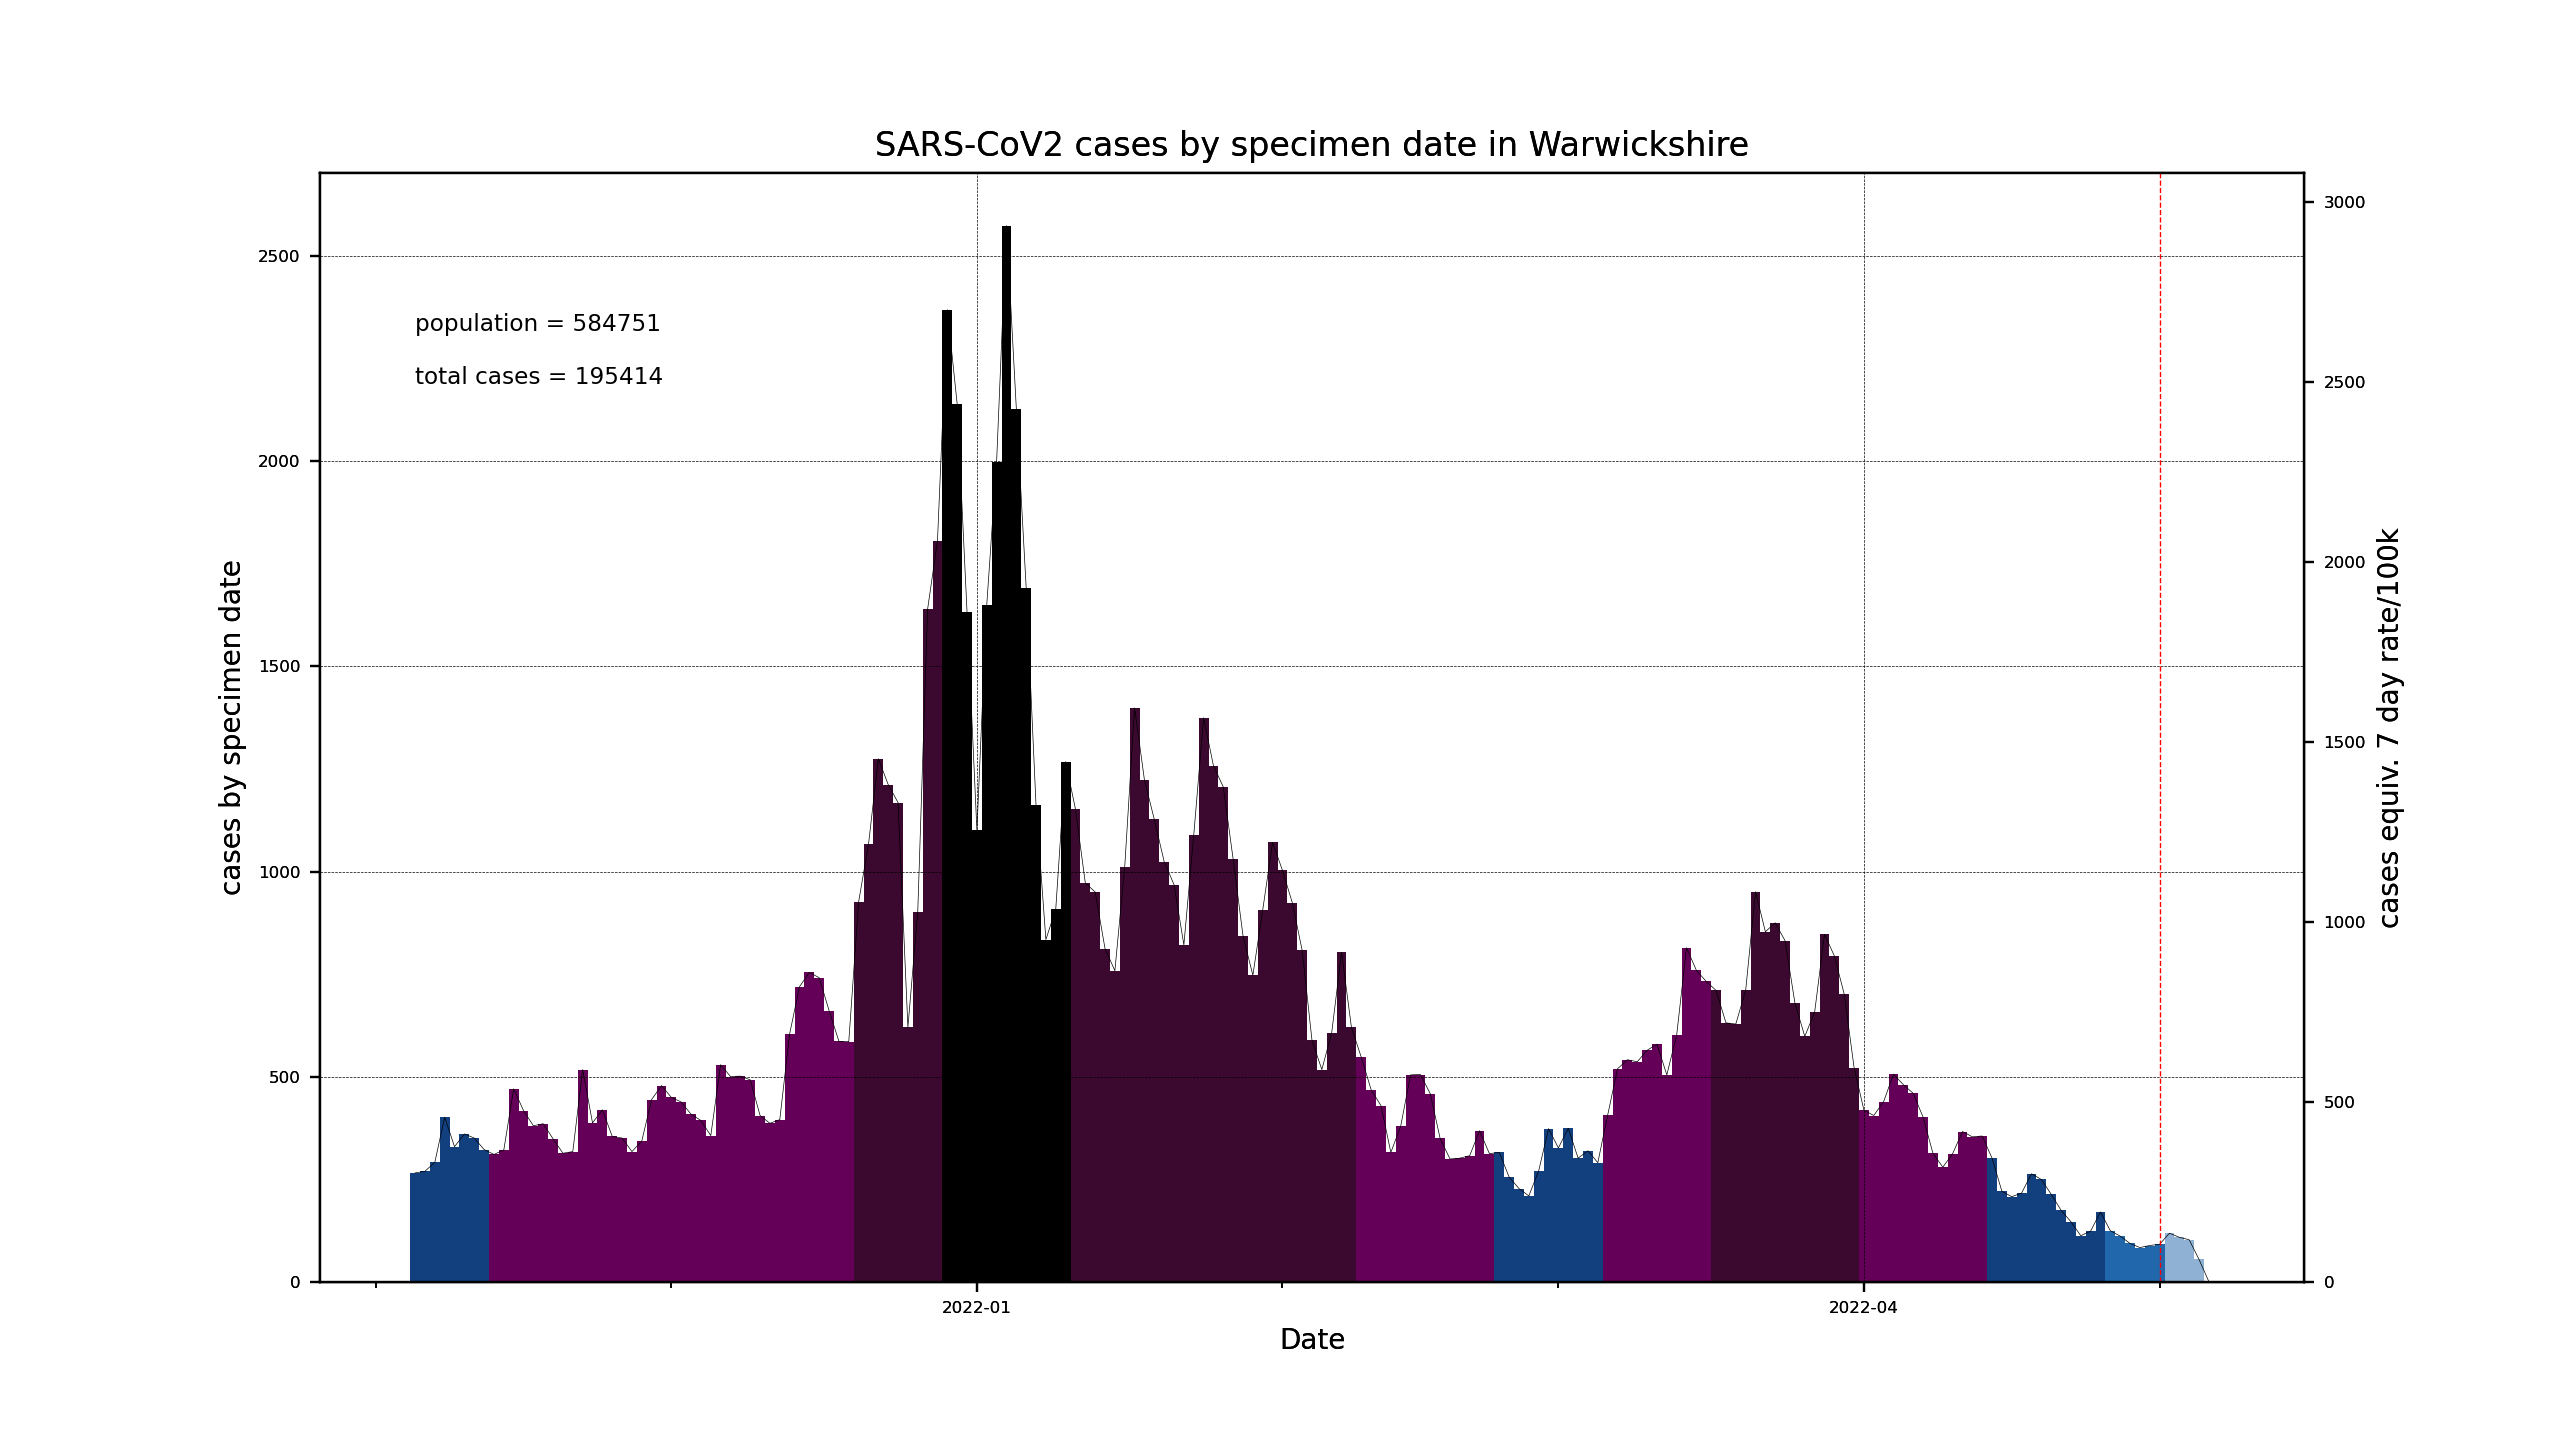 SARS-CoV2 cases by specimen date in Warwickshire
population = 584751
total cases = 195414
cases by specimen date
2500
2000
1500
1000
500
0
3000
2500
2000
1500
1000
500
0
cases equiv. 7 day rate/100k
2022-01
2022-04
Date